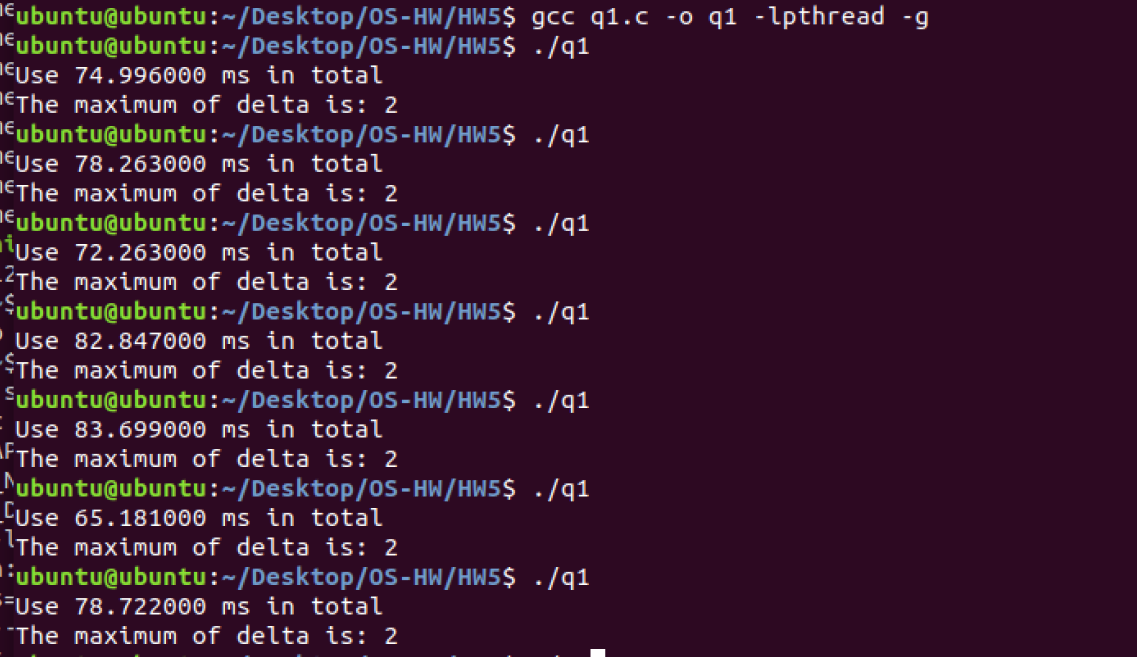 ubuntu@ubuntu:~/Desktop/OS-HW/HW5$ gcc q1.c -o q1 -lpthread -g
ubuntu@ubuntu:~/Desktop/OS-HW/HW5$ ./q1
Use 74.996000 ms in total
The maximum of delta is: 2
ubuntu@ubuntu:~/Desktop/OS-HW/HW5$ ./q1
Use 78.263000 ms in total
The maximum of delta is: 2
ubuntu@ubuntu:~/Desktop/OS-HW/HW5$ ./q1
Use 72.263000 ms in total
The maximum of delta is: 2
ubuntu@ubuntu:~/Desktop/OS-HW/HW5$ ./q1
Use 82.847000 ms in total
The maximum of delta is: 2
ubuntu@ubuntu:~/Desktop/OS-HW/HW5$ ./q1
Use 83.699000 ms in total
The maximum of delta is: 2
ubuntu@ubuntu:~/Desktop/OS-HW/HW5$ ./q1
Use 65.181000 ms in total
The maximum of delta is: 2
ubuntu@ubuntu:~/Desktop/OS-HW/HW5$ ./q1
Use 78.722000 ms in total
The maximum of delta is: 2